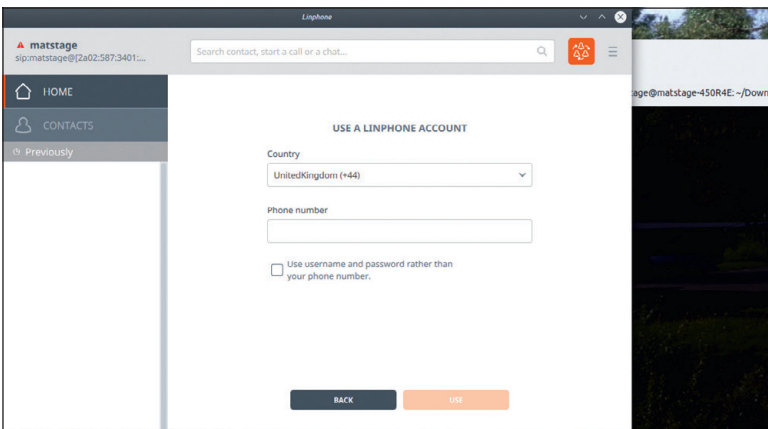 Linphone
matstage
sip:matstage@[2a02:587:3401:...
Search contact, start a call or a chat...
HOME
CONTACTS
Previously
USE A LINPHONE ACCOUNT
Country
UnitedKingdom (+44)
Phone number
Use username and password rather than
your phone number.
BACK
USE
tage@matstage-450R4E: ~/Down